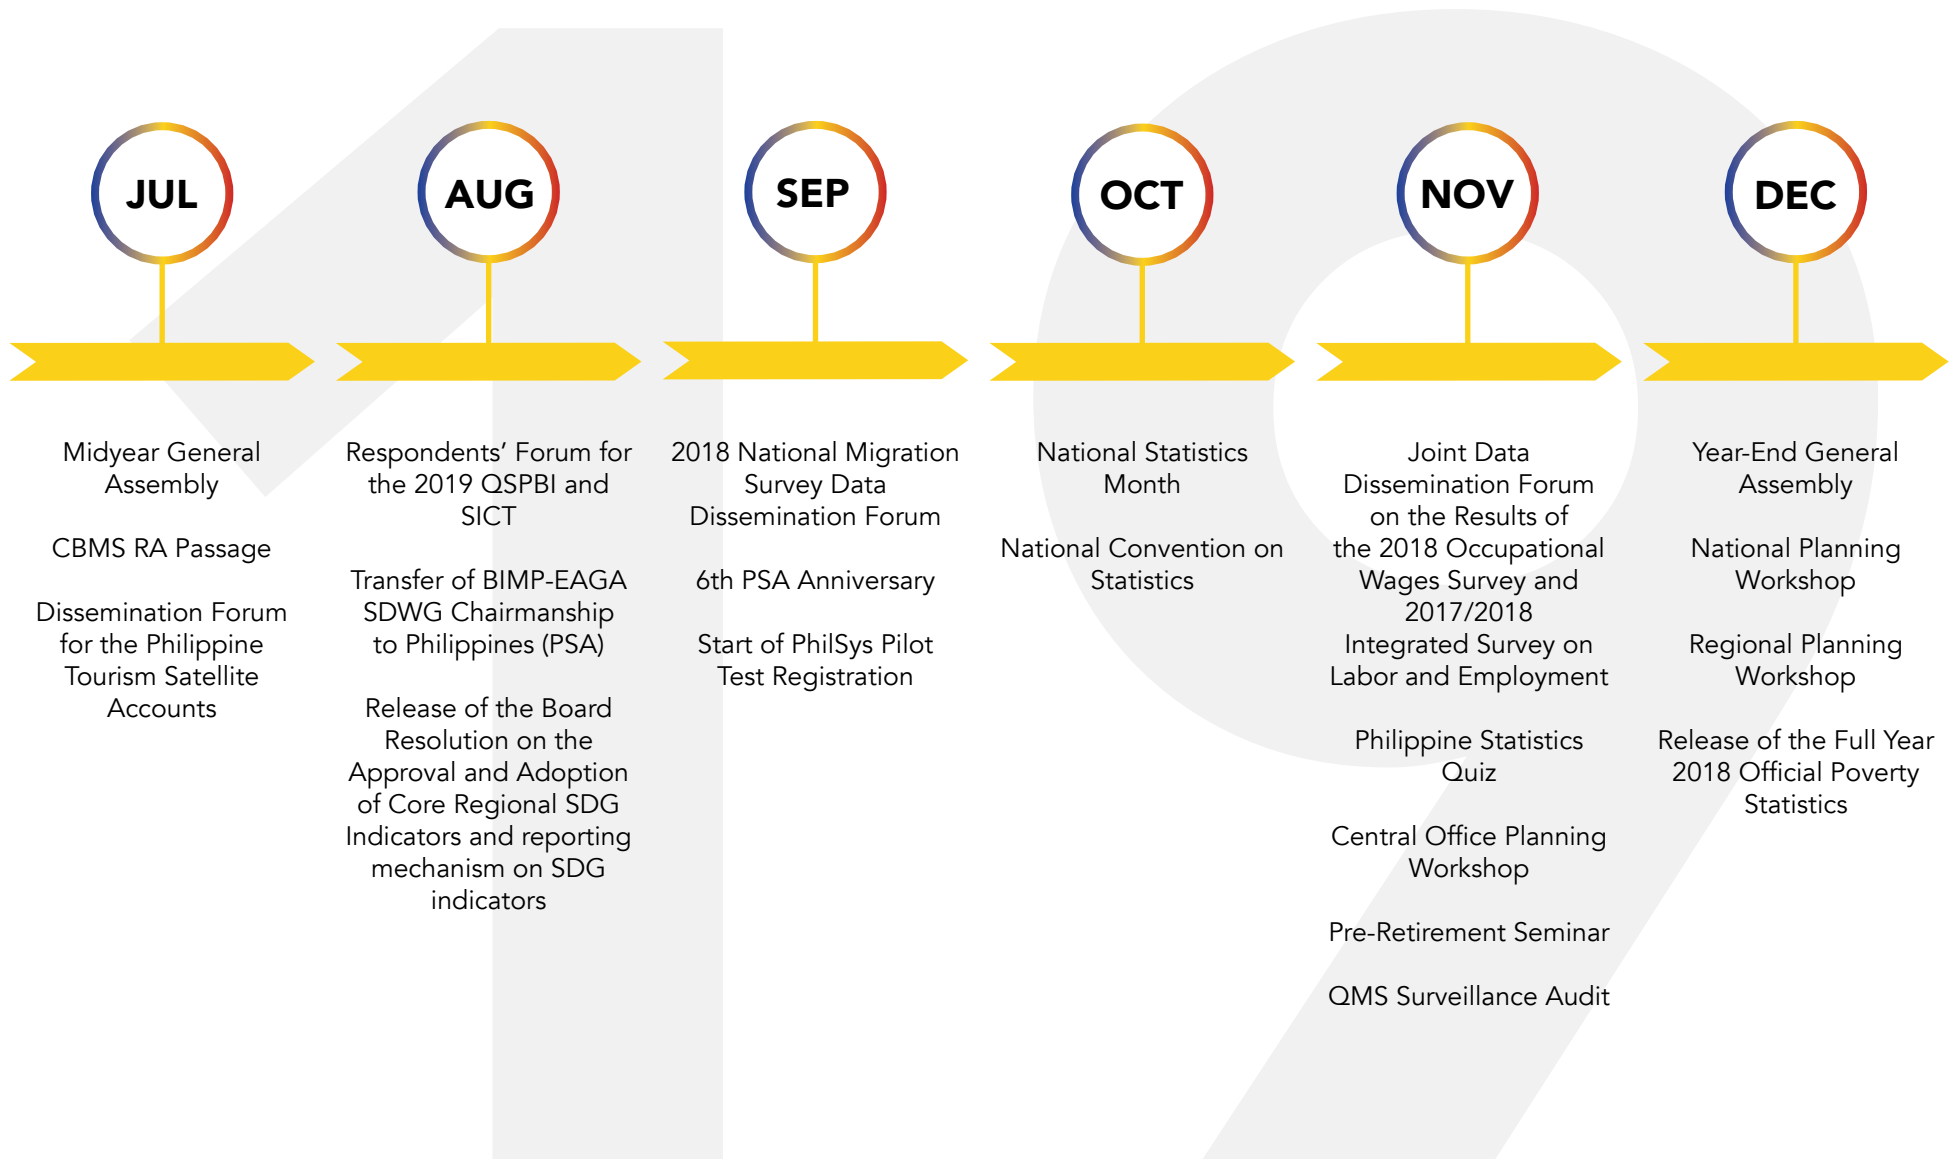 19
JUL
AUG
SEP
OCT
NOV
DEC
Midyear General
Assembly
CBMS RA Passage
Dissemination Forum
for the Philippine
Tourism Satellite
Accounts
Respondents’ Forum for
the 2019 QSPBI and
SICT
Transfer of BIMP-EAGA
SDWG Chairmanship
to Philippines (PSA)
Release of the Board
Resolution on the
Approval and Adoption
of Core Regional SDG
Indicators and reporting
mechanism on SDG
indicators
2018 National Migration
Survey Data
Dissemination Forum
6th PSA Anniversary
Start of PhilSys Pilot
Test Registration
National Statistics
Month
National Convention on
Statistics
Joint Data
Dissemination Forum
on the Results of
the 2018 Occupational
Wages Survey and
2017/2018
Integrated Survey on
Labor and Employment
Philippine Statistics
Quiz
Central Office Planning
Workshop
Pre-Retirement Seminar
QMS Surveillance Audit
Year-End General
Assembly
National Planning
Workshop
Regional Planning
Workshop
Release of the Full Year
2018 Official Poverty
Statistics